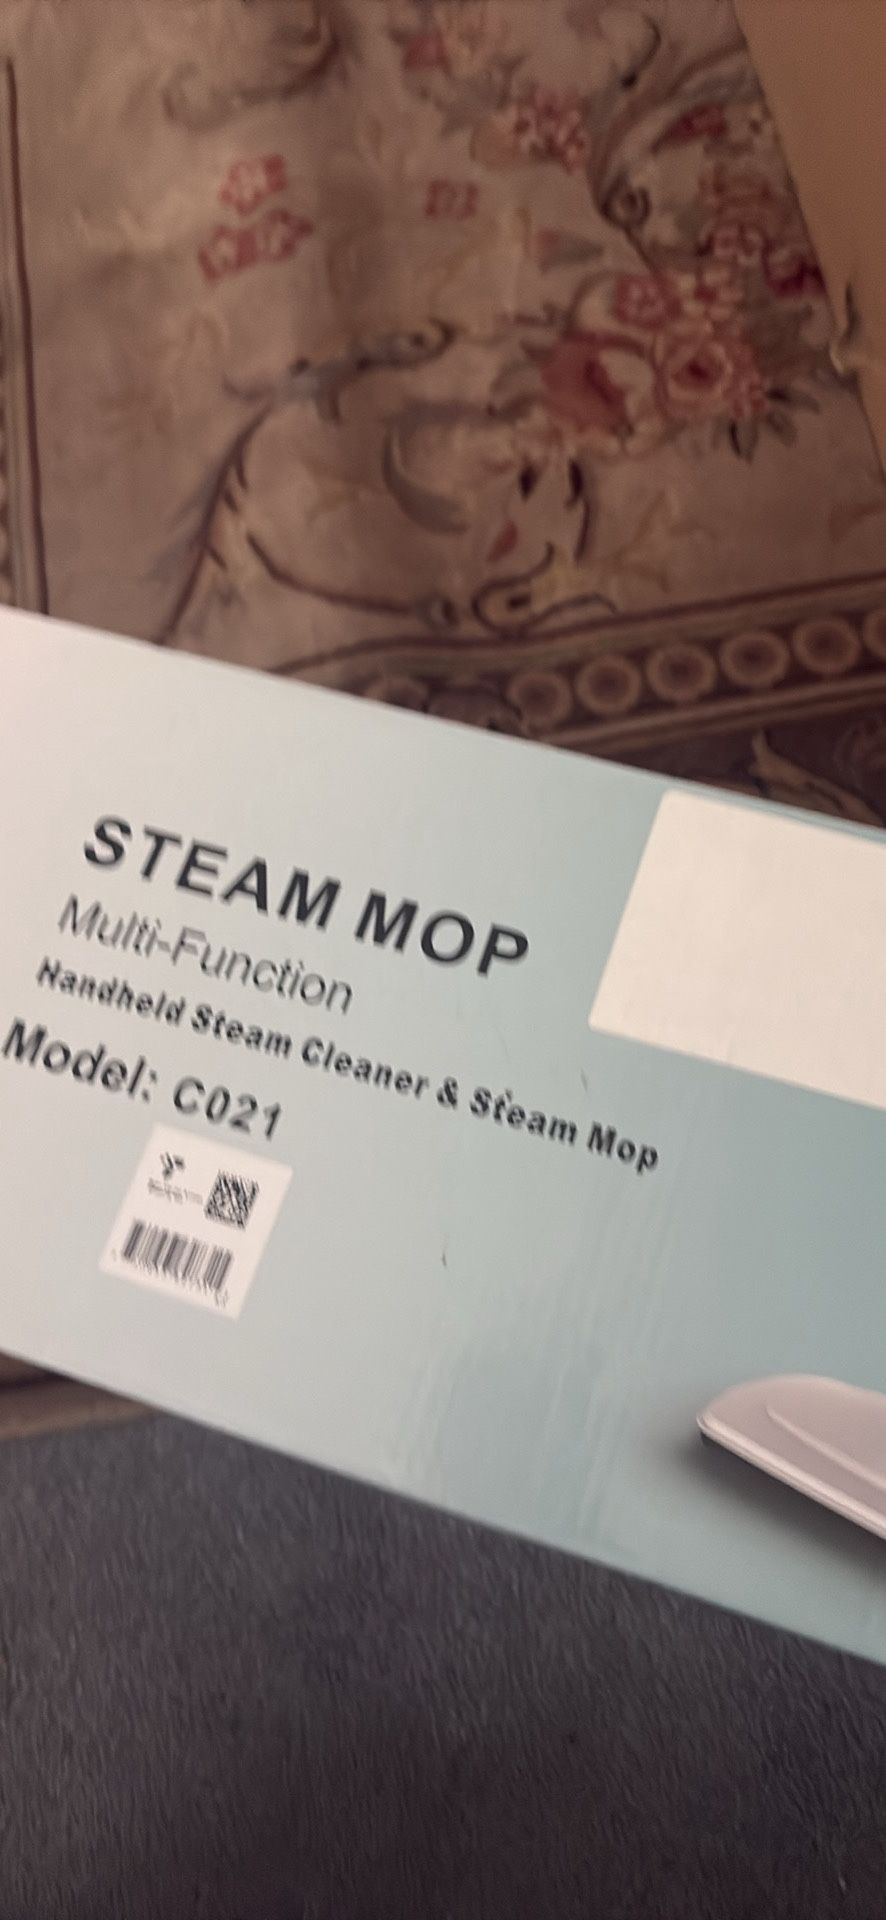 STEAM MOP
Multi-Function
Handheld Steam Cleaner & Steam Mop
Model: C021